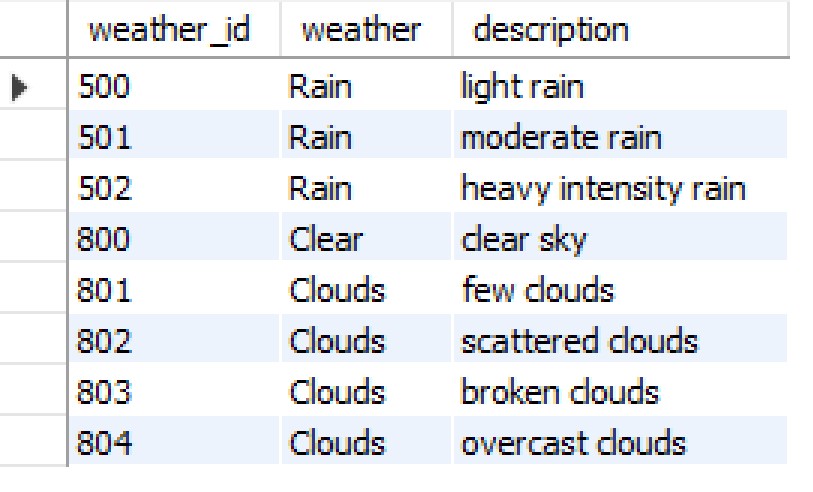 weather_id weather description
500 Rain light rain
501 Rain moderate rain
502 Rain heavy intensity rain
800 Clear clear sky
801 Clouds few clouds
802 Clouds scattered clouds
803 Clouds broken clouds
804 Clouds overcast clouds